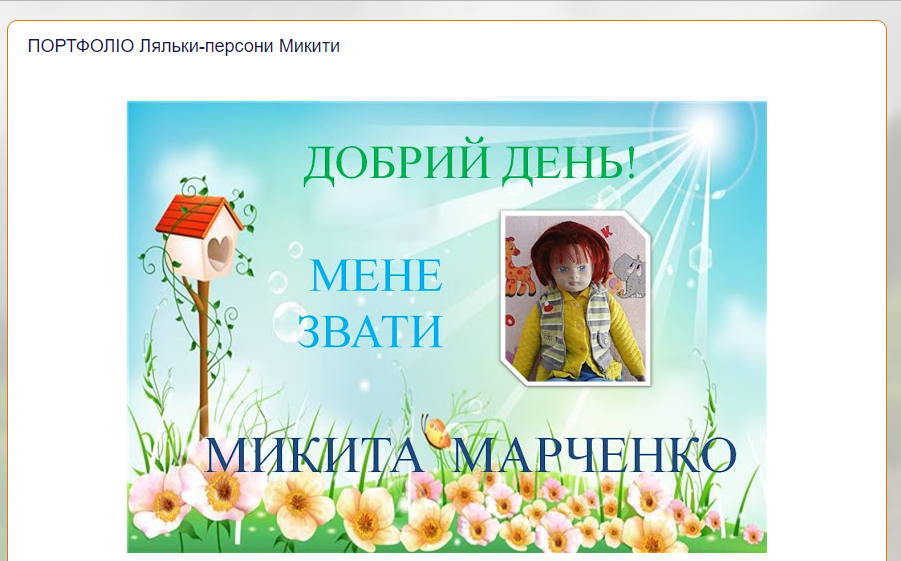 ПОРТФОЛІО Ляльки-персони Микити
ДОБРИЙ ДЕНЬ!
МЕНЕ
ЗВАТИ
К
О
МИКИТА МАРЧЕНКО